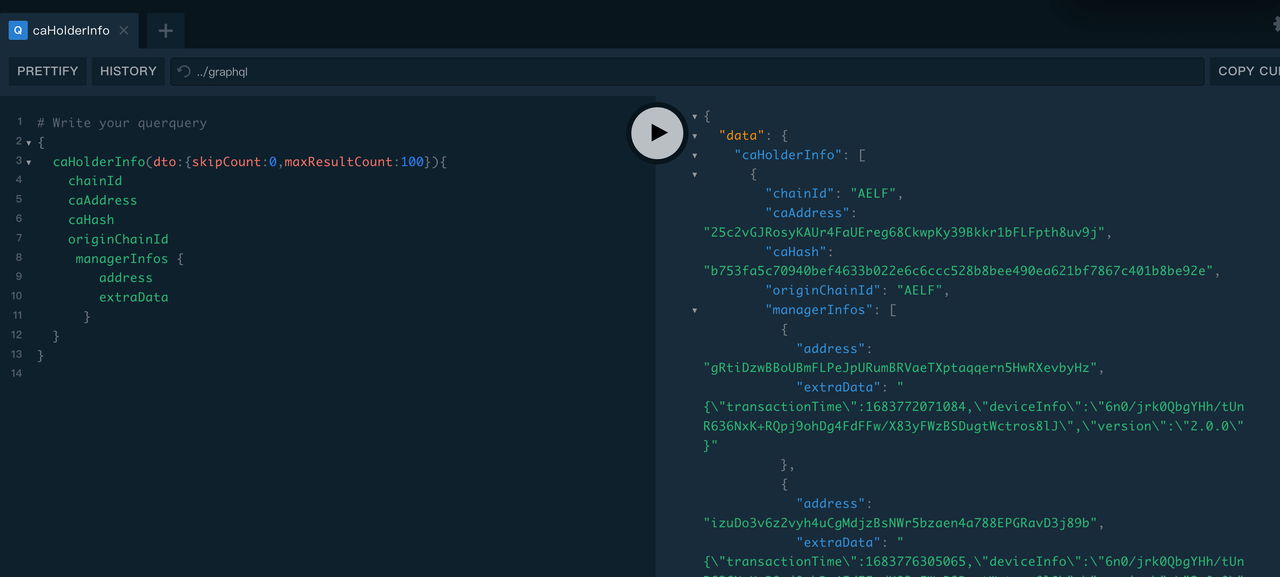 Q caHolderInfo
PRETTIFY HISTORY ../graphql COPY CU
1 # Write your querquery
2 {
3 caHolderInfo(dto:{skipCount:0,maxResultCount:100}){
4 chainId
5 caAddress
6 caHash
7 originChainId
8 managerInfos {
9 address
10 extraData
11 }
12 }
13 }
14
{
"data": {
"caHolderInfo": [
{
"chainId": "AELF",
"caAddress":
"25c2vGJRosyKAUr4FaUEreg68CkwpKy39Bkkr1bFLFpth8uv9j",
"caHash":
"b753fa5c70940bef4633b022e6c6ccc528b8bee490ea621bf7867c401b8be92e",
"originChainId": "AELF",
"managerInfos": [
{
"address":
"gRtiDzwBBoUBmFLPeJpURumBRVaeTXptaqqern5HwRXevbyHz",
"extraData": "
{\"transactionTime\":1683772071084,\"deviceInfo\":\"6n0/jrk0QbgYHh/tUn
R636NxK+RQpj9ohDg4FdFFw/X83yFWzBSDugtWctros8lJ\",\"version\":\"2.0.0\"
}"
},
{
"address":
"izuDo3v6z2vyh4uCgMdjzBsNWr5bzaen4a788EPGRavD3j89b",
"extraData": "
{\"transactionTime\":1683776305065,\"deviceInfo\":\"6n0/jrk0QbgYHh/tUn